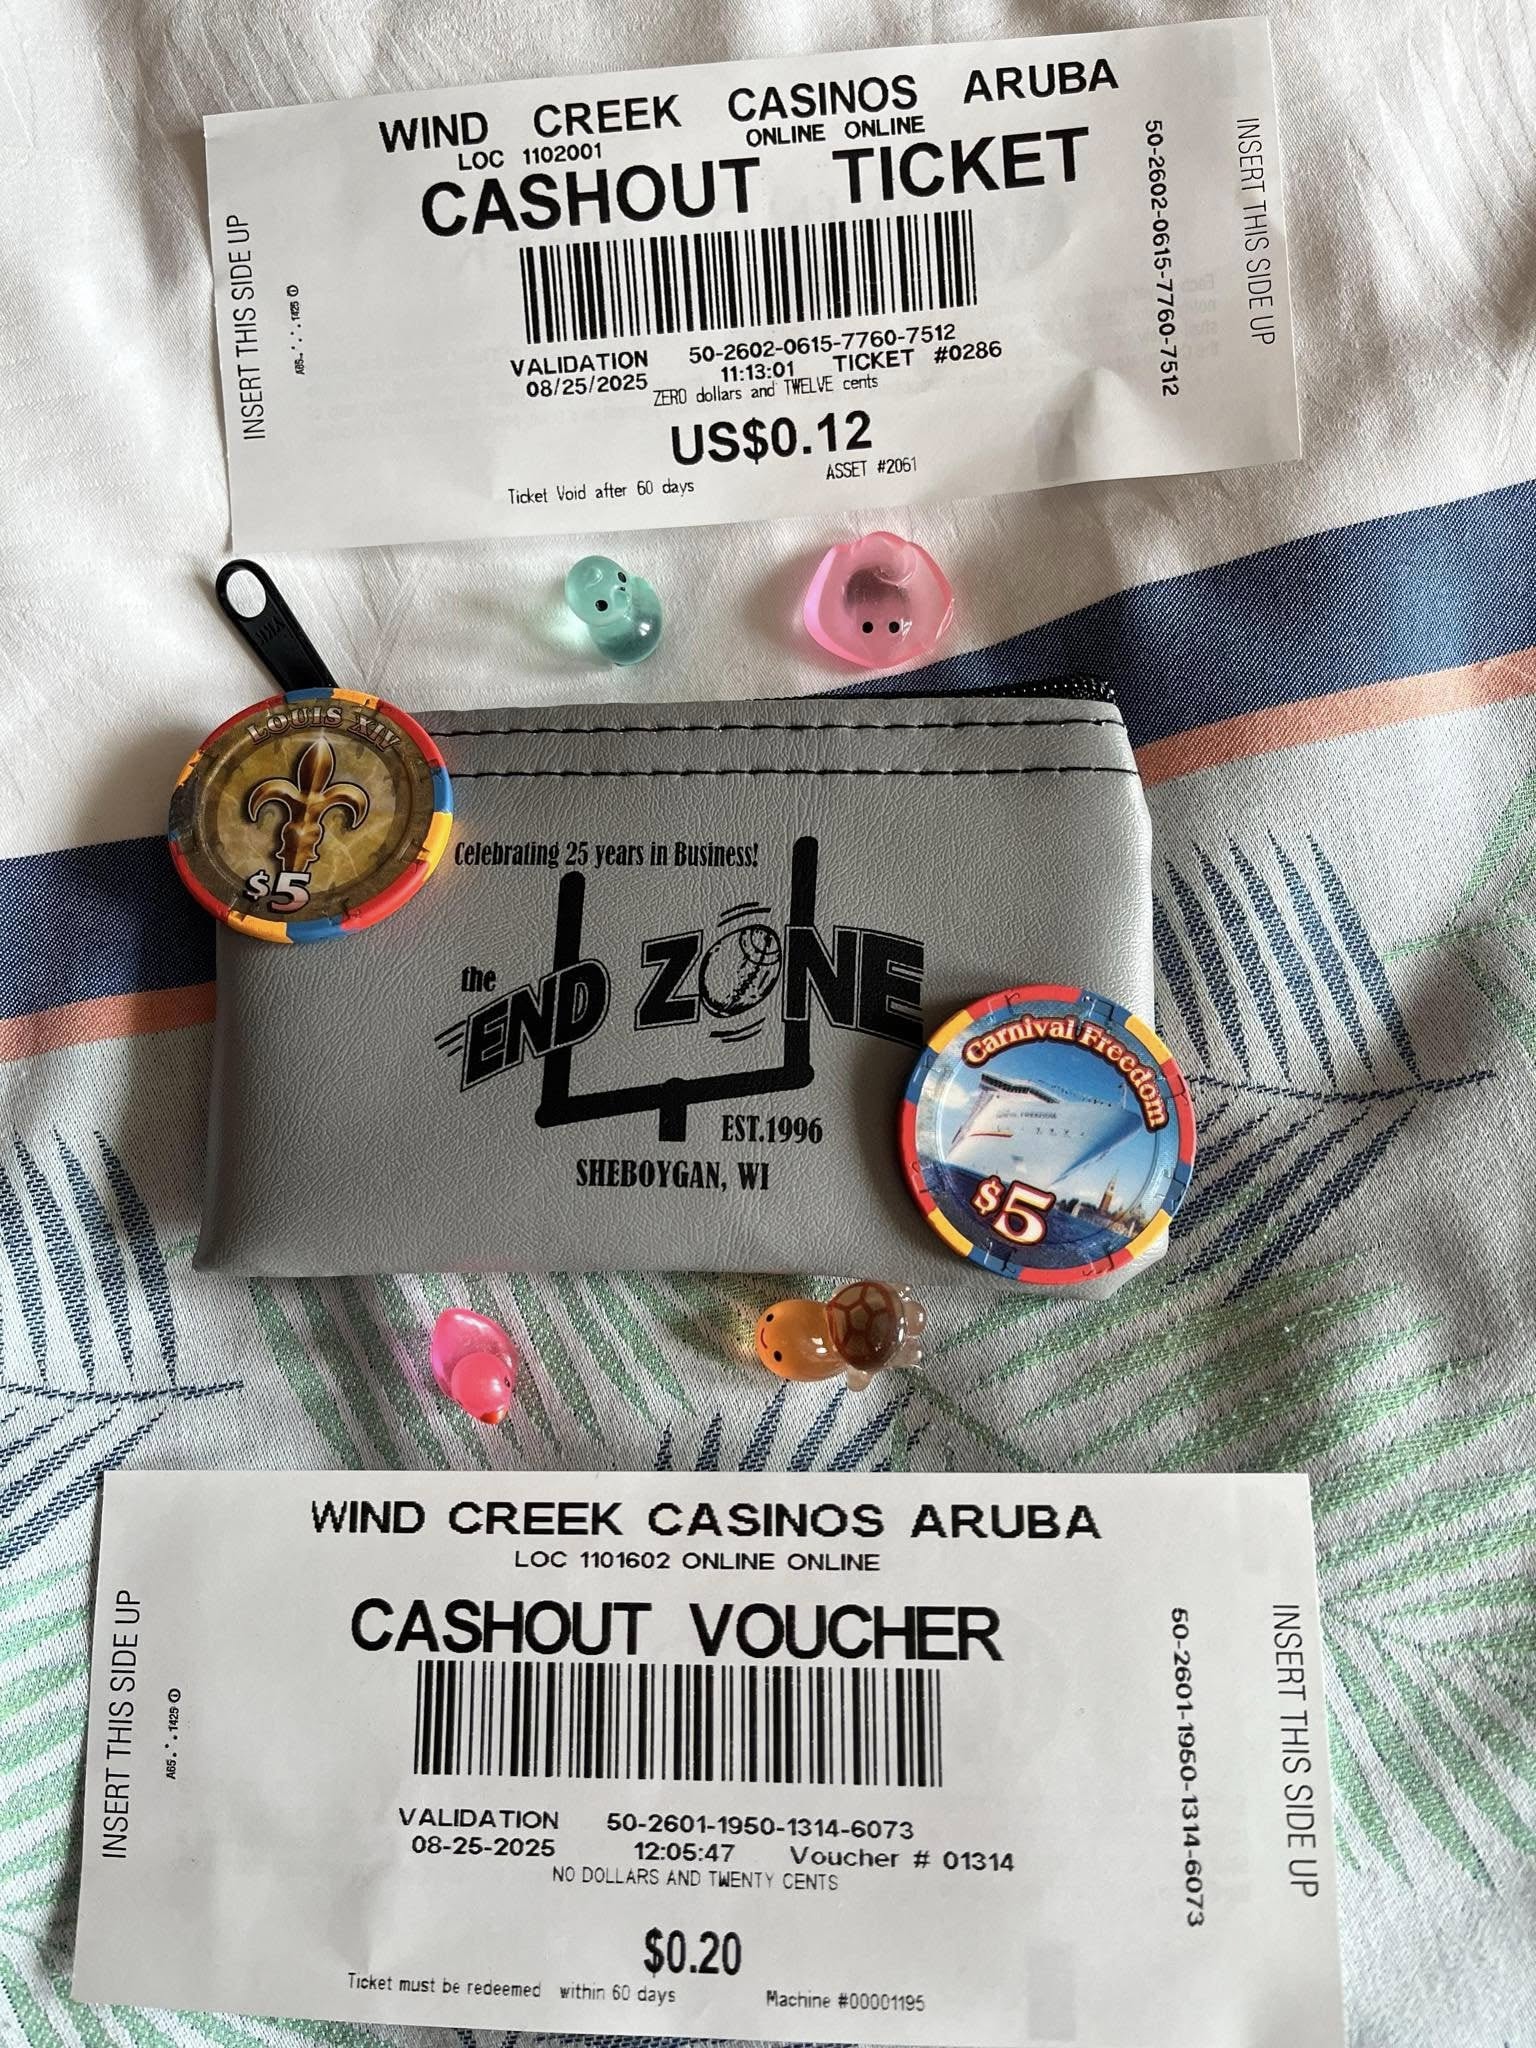 WIND CREEK CASINOS ARUBA
LOC 1102001 ONLINE ONLINE
CASHOUT TICKET
INSERT THIS SIDE UP
50-2602-0615-7760-7512
INSERT THIS SIDE UP
VALIDATION 50-2602-0615-7760-7512
08/25/2025 11:13:01 TICKET #0286
ZERO dollars and TWELVE cents
US$0.12
ASSET #2061
Ticket Void after 60 days
LOUIS XIV
$5
Celebrating 25 years in Business!
the
END ZONE
EST.1996
SHEBOYGAN, WI
Carnival Freedom
$5
WIND CREEK CASINOS ARUBA
LOC 1101602 ONLINE ONLINE
CASHOUT VOUCHER
INSERT THIS SIDE UP
50-2601-1950-1314-6073
INSERT THIS SIDE UP
VALIDATION 50-2601-1950-1314-6073
08-25-2025 12:05:47 Voucher # 01314
NO DOLLARS AND TWENTY CENTS
$0.20
Ticket must be redeemed within 60 days
Machine #00001195